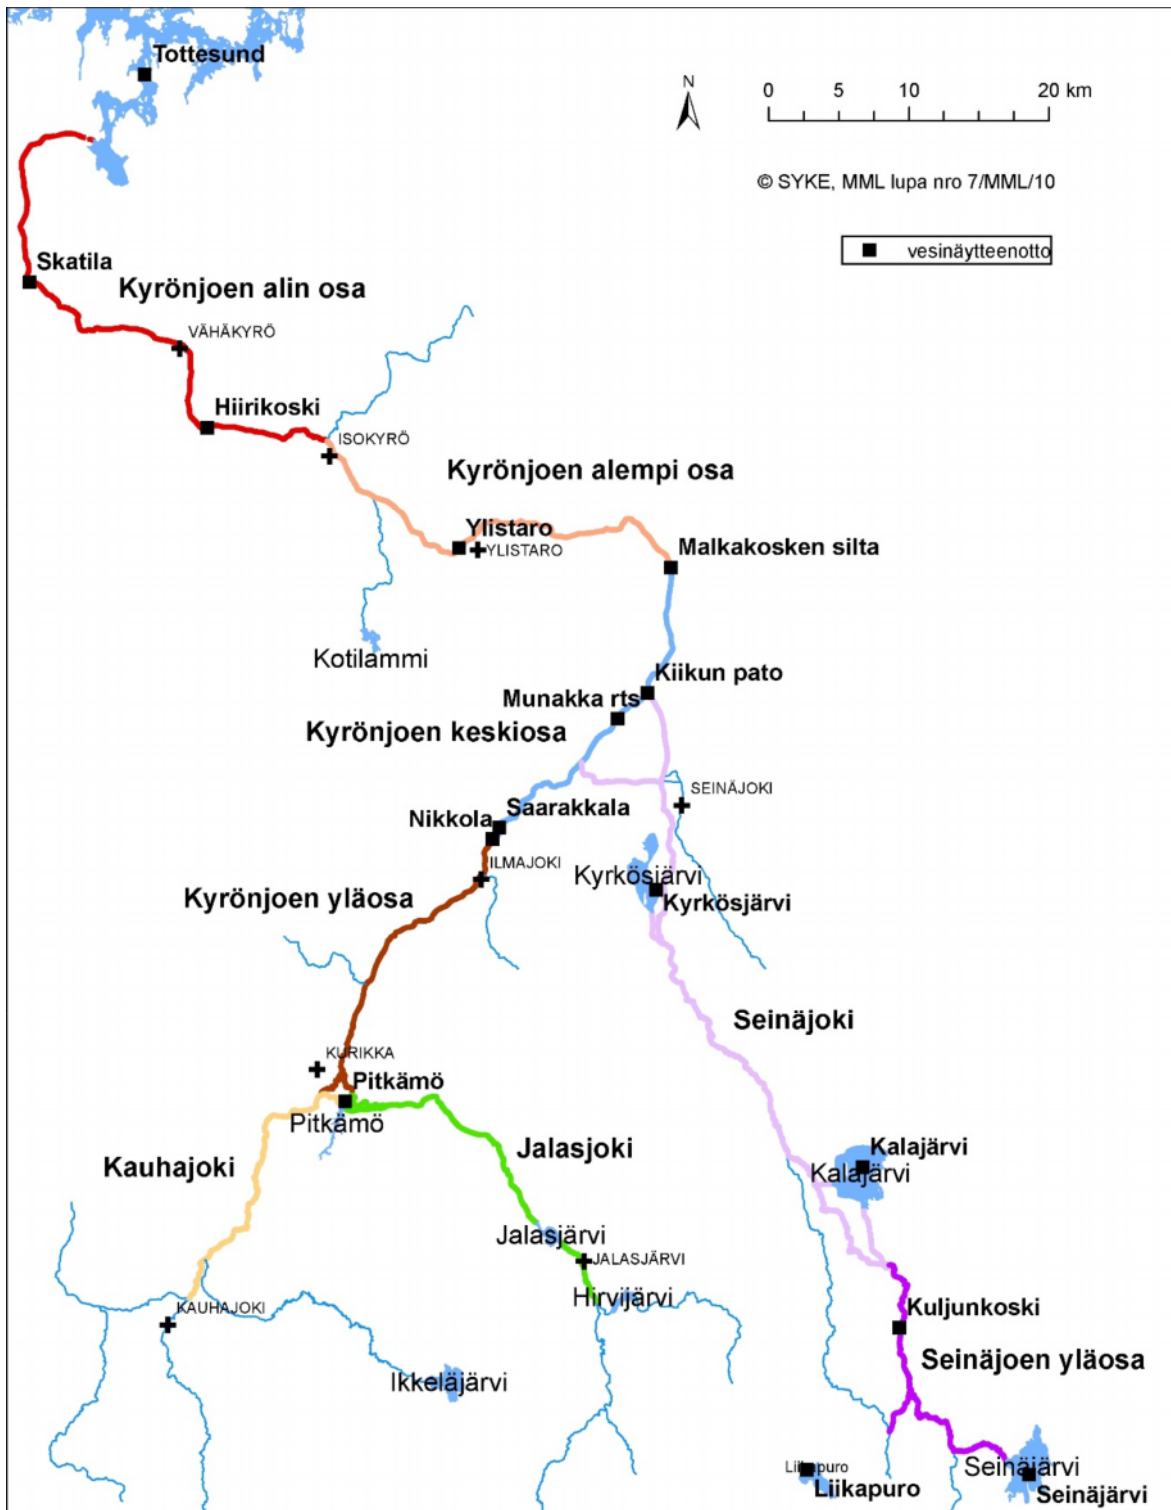 Tottesund
N
0 5 10 20 km
© SYKE, MML lupa nro 7/MML/10
vesinäytteenotto
Skatila
Kyrönjoen alin osa
VÄHÄKYRÖ
Hiirikoski
ISOKYRÖ
Kyrönjoen alempi osa
Ylistaro
YLISTARO
Malkakosken silta
Kotilammi
Kiikun pato
Munakka rts
Kyrönjoen keskiosa
SEINÄJOKI
Saarakkala
Nikkola
ILMAJOKI
Kyrkösjärvi
Kyrkösjärvi
Kyrönjoen yläosa
Seinäjoki
KURIKKA
Pitkämö
Pitkämö
Jalasjoki
Kauhajoki
Kalajärvi
Kalajärvi
Jalasjärvi
JALASJÄRVI
Hirvijärvi
KAUHAJOKI
Kuljunkoski
Seinäjoen yläosa
Ikkeläjärvi
Liikapuro
Liikapuro
Seinäjärvi
Seinäjärvi